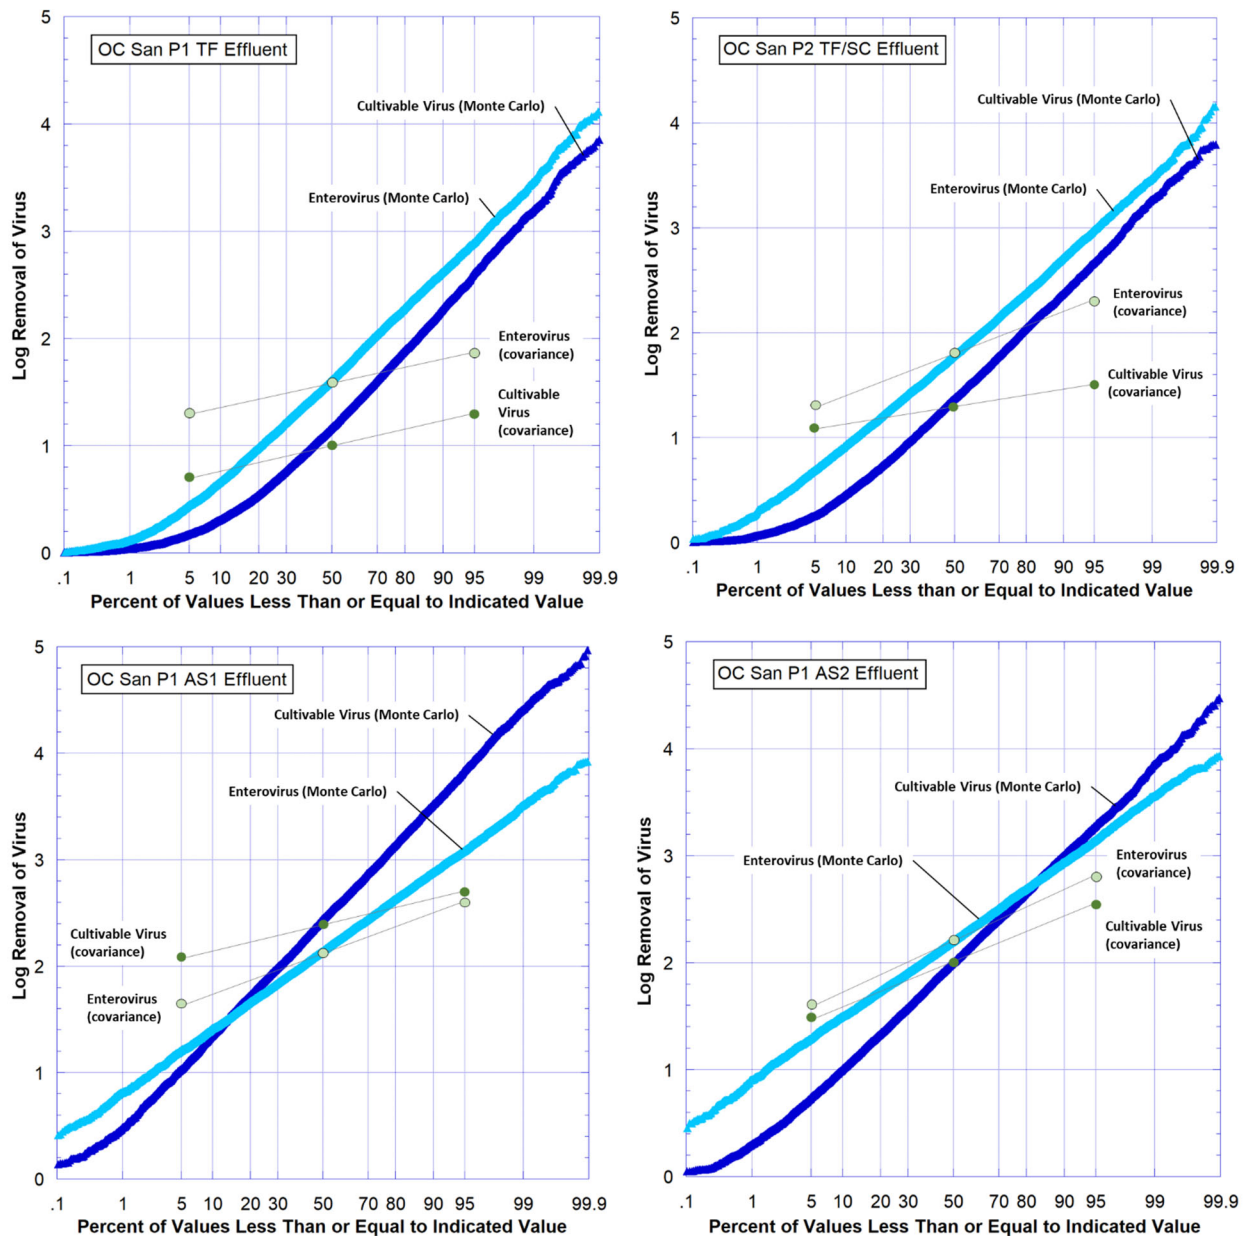 OC San P1 TF Effluent
Cultivable Virus (Monte Carlo)
Enterovirus (Monte Carlo)
Enterovirus
(covariance)
Cultivable
Virus
(covariance)
Log Removal of Virus
5
4
3
2
1
0
.1 1 5 10 20 30 50 70 80 90 95 99 99.9
Percent of Values Less Than or Equal to Indicated Value
OC San P2 TF/SC Effluent
Cultivable Virus (Monte Carlo)
Enterovirus (Monte Carlo)
Enterovirus
(covariance)
Cultivable Virus
(covariance)
Log Removal of Virus
5
4
3
2
1
0
.1 1 5 10 20 30 50 70 80 90 95 99 99.9
Percent of Values Less than or Equal to Indicated Value
OC San P1 AS1 Effluent
Cultivable Virus (Monte Carlo)
Enterovirus (Monte Carlo)
Cultivable Virus
(covariance)
Enterovirus
(covariance)
Log Removal of Virus
5
4
3
2
1
0
.1 1 5 10 20 30 50 70 80 90 95 99 99.9
Percent of Values Less Than or Equal to Indicated Value
OC San P1 AS2 Effluent
Cultivable Virus (Monte Carlo)
Enterovirus (Monte Carlo)
Enterovirus
(covariance)
Cultivable Virus
(covariance)
Log Removal of Virus
5
4
3
2
1
0
.1 1 5 10 20 30 50 70 80 90 95 99 99.9
Percent of Values Less Than or Equal to Indicated Value